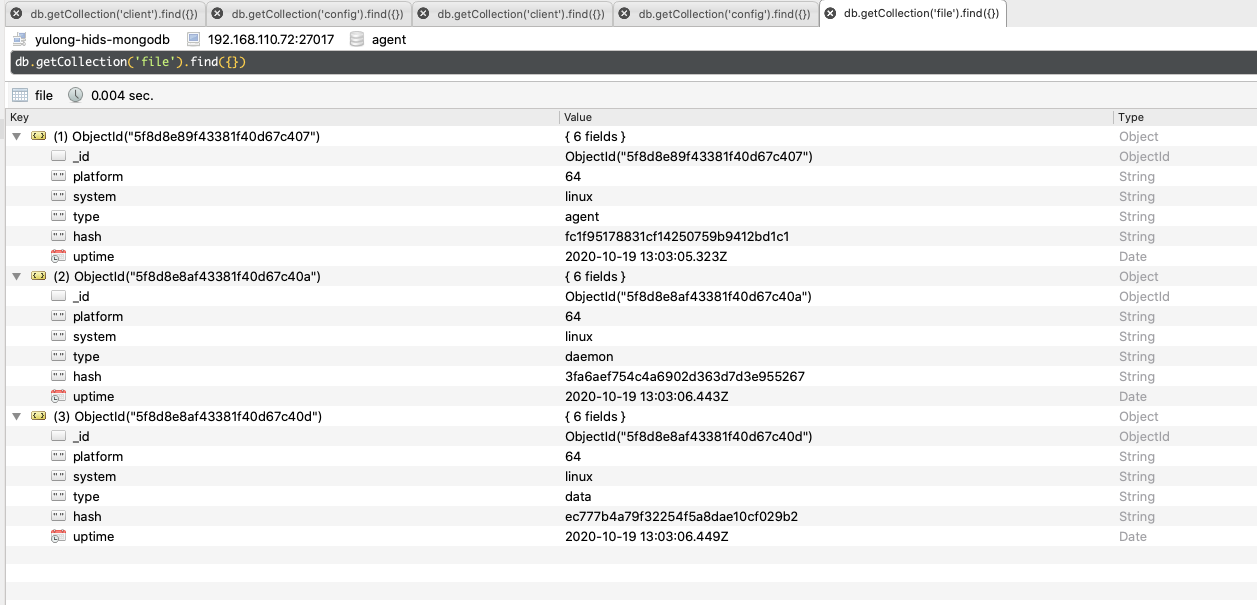 db.getCollection('client').find({}) db.getCollection('config').find({}) db.getCollection('client').find({}) db.getCollection('config').find({}) db.getCollection('file').find({})
yulong-hids-mongodb 192.168.110.72:27017 agent
db.getCollection('file').find({})
file 0.004 sec.
Key Value Type
(1) ObjectId("5f8d8e89f43381f40d67c407") { 6 fields } Object
_id ObjectId("5f8d8e89f43381f40d67c407") ObjectId
platform 64 String
system linux String
type agent String
hash fc1f95178831cf14250759b9412bd1c1 String
uptime 2020-10-19 13:03:05.323Z Date
(2) ObjectId("5f8d8e8af43381f40d67c40a") { 6 fields } Object
_id ObjectId("5f8d8e8af43381f40d67c40a") ObjectId
platform 64 String
system linux String
type daemon String
hash 3fa6aef754c4a6902d363d7d3e955267 String
uptime 2020-10-19 13:03:06.443Z Date
(3) ObjectId("5f8d8e8af43381f40d67c40d") { 6 fields } Object
_id ObjectId("5f8d8e8af43381f40d67c40d") ObjectId
platform 64 String
system linux String
type data String
hash ec777b4a79f32254f5a8dae10cf029b2 String
uptime 2020-10-19 13:03:06.449Z Date